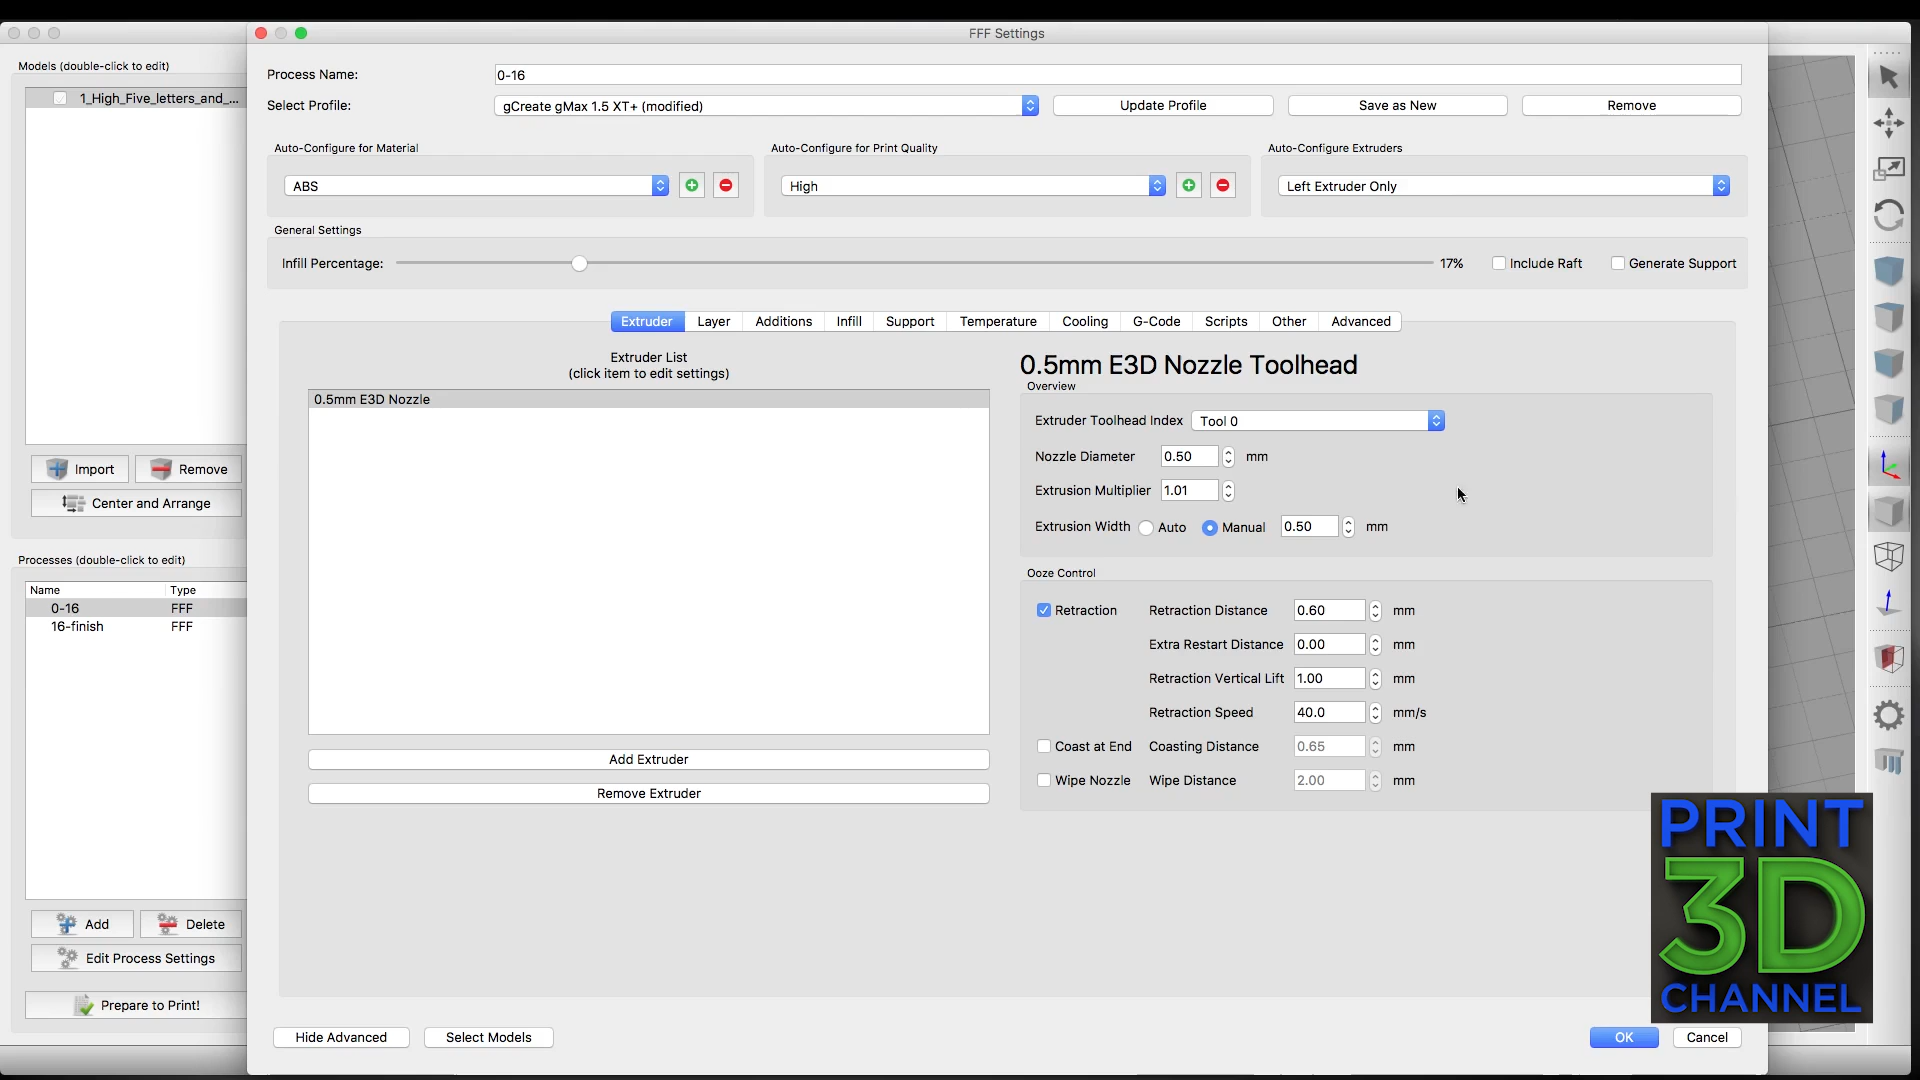 FFF Settings
Models (double-click to edit)
1_High_Five_letters_and_...
Import
Remove
Center and Arrange
Processes (double-click to edit)
Name Type
0-16 FFF
16-finish FFF
Add
Delete
Edit Process Settings
Prepare to Print!
Process Name: 0-16
Select Profile: gCreate gMax 1.5 XT+ (modified) Update Profile Save as New Remove
Auto-Configure for Material
ABS
Auto-Configure for Print Quality
High
Auto-Configure Extruders
Left Extruder Only
General Settings
Infill Percentage: 17% Include Raft Generate Support
Extruder Layer Additions Infill Support Temperature Cooling G-Code Scripts Other Advanced
Extruder List
(click item to edit settings)
0.5mm E3D Nozzle
Add Extruder
Remove Extruder
0.5mm E3D Nozzle Toolhead
Overview
Extruder Toolhead Index Tool 0
Nozzle Diameter 0.50 mm
Extrusion Multiplier 1.01
Extrusion Width Auto Manual 0.50 mm
Ooze Control
Retraction Retraction Distance 0.60 mm
Extra Restart Distance 0.00 mm
Retraction Vertical Lift 1.00 mm
Retraction Speed 40.0 mm/s
Coast at End Coasting Distance 0.65 mm
Wipe Nozzle Wipe Distance 2.00 mm
Hide Advanced Select Models OK Cancel
PRINT
3D
CHANNEL